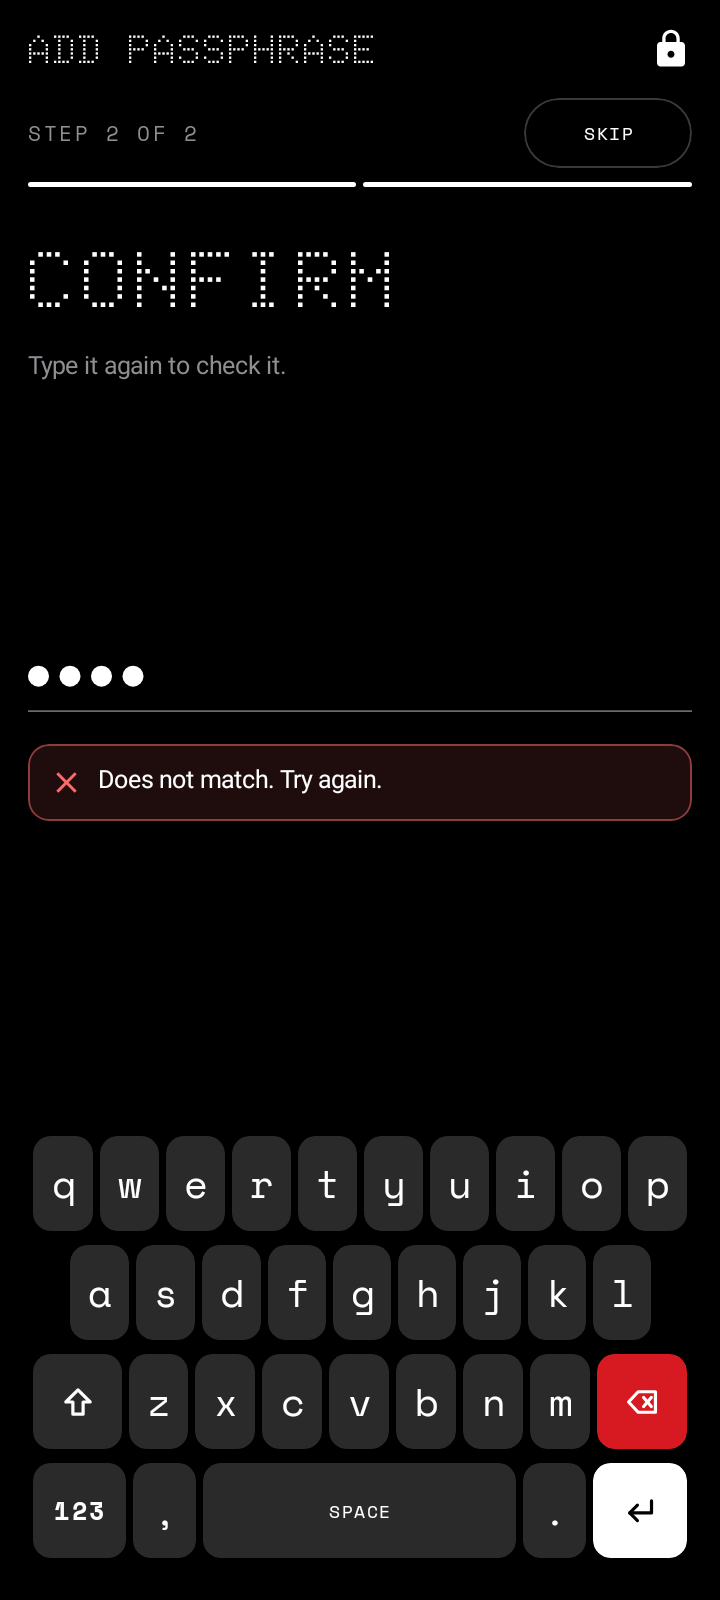 ADD PASSPHRASE
STEP 2 OF 2
SKIP
CONFIRM
Type it again to check it.
Does not match. Try again.
q w e r t y u i o p
a s d f g h j k l
z x c v b n m
123 , SPACE .